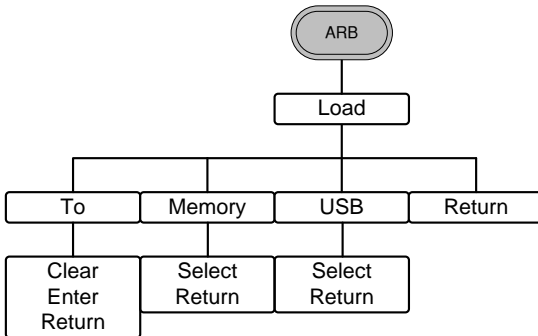 ARB
Load
To
Memory
USB
Return
Clear
Enter
Return
Select
Return
Select
Return